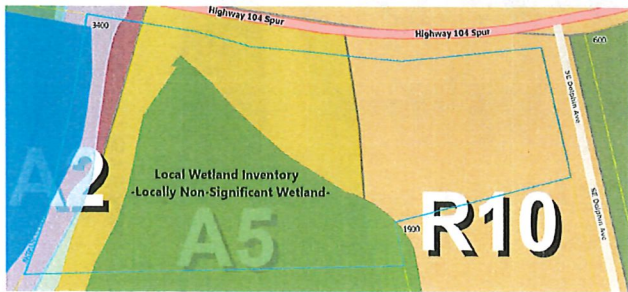 Highway 104 Spur
Highway 104 Spur
3400
600
SE Dolphin Ave
Local Wetland Inventory
-Locally Non-Significant Wetland-
A2
A5
1900
R10
SE Dolphin Ave